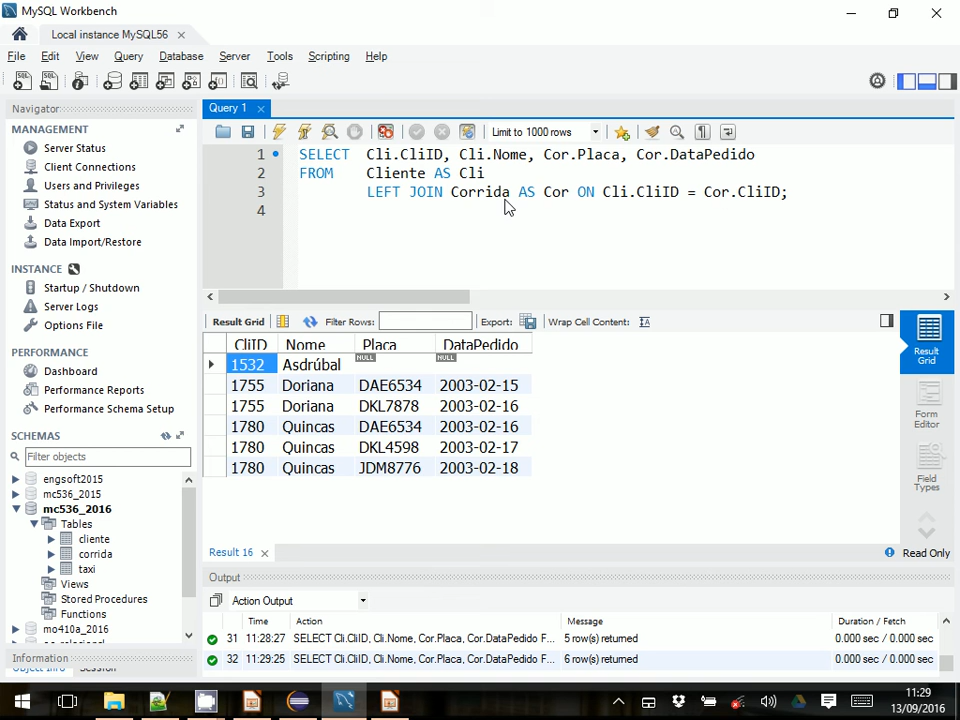 MySQL Workbench
Local instance MySQL56
File Edit View Query Database Server Tools Scripting Help
Navigator
MANAGEMENT
Server Status
Client Connections
Users and Privileges
Status and System Variables
Data Export
Data Import/Restore
INSTANCE
Startup / Shutdown
Server Logs
Options File
PERFORMANCE
Dashboard
Performance Reports
Performance Schema Setup
SCHEMAS
Filter objects
engsoft2015
mc536_2015
mc536_2016
Tables
cliente
corrida
taxi
Views
Stored Procedures
Functions
mo410a_2016
Information
Query 1
Limit to 1000 rows
1 SELECT Cli.CliID, Cli.Nome, Cor.Placa, Cor.DataPedido
2 FROM Cliente AS Cli
3 LEFT JOIN Corrida AS Cor ON Cli.CliID = Cor.CliID;
4
Result Grid Filter Rows: Export: Wrap Cell Content:
CliID Nome Placa DataPedido
1532 Asdrúbal NULL NULL
1755 Doriana DAE6534 2003-02-15
1755 Doriana DKL7878 2003-02-16
1780 Quincas DAE6534 2003-02-16
1780 Quincas DKL4598 2003-02-17
1780 Quincas JDM8776 2003-02-18
Result Grid
Form Editor
Field Types
Result 16
Read Only
Output
Action Output
Time Action Message Duration / Fetch
31 11:28:27 SELECT Cli.CliID, Cli.Nome, Cor.Placa, Cor.DataPedido F... 5 row(s) returned 0.000 sec / 0.000 sec
32 11:29:25 SELECT Cli.CliID, Cli.Nome, Cor.Placa, Cor.DataPedido F... 6 row(s) returned 0.000 sec / 0.000 sec
11:29
13/09/2016